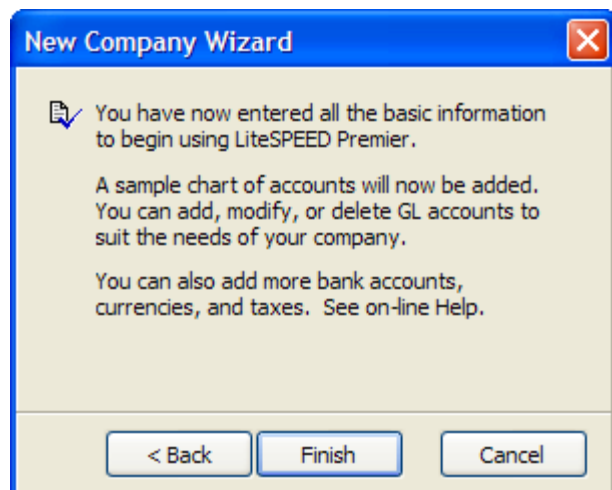 New Company Wizard
You have now entered all the basic information
to begin using LiteSPEED Premier.
A sample chart of accounts will now be added.
You can add, modify, or delete GL accounts to
suit the needs of your company.
You can also add more bank accounts,
currencies, and taxes.  See on-line Help.
< Back
Finish
Cancel